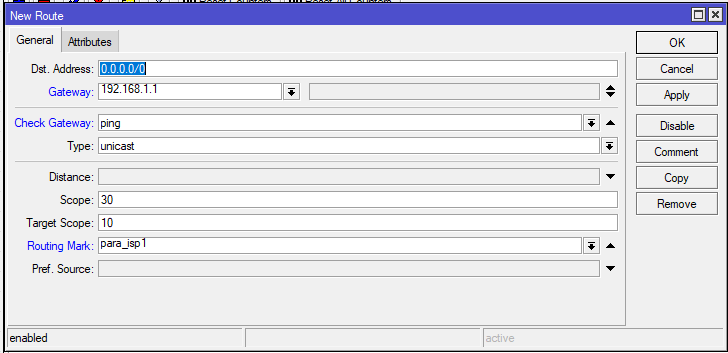 New Route
General
Attributes
Dst. Address:
0.0.0.0/0
Gateway:
192.168.1.1
Check Gateway:
ping
Type:
unicast
Distance:
Scope:
30
Target Scope:
10
Routing Mark:
para_isp1
Pref. Source:
OK
Cancel
Apply
Disable
Comment
Copy
Remove
enabled
active